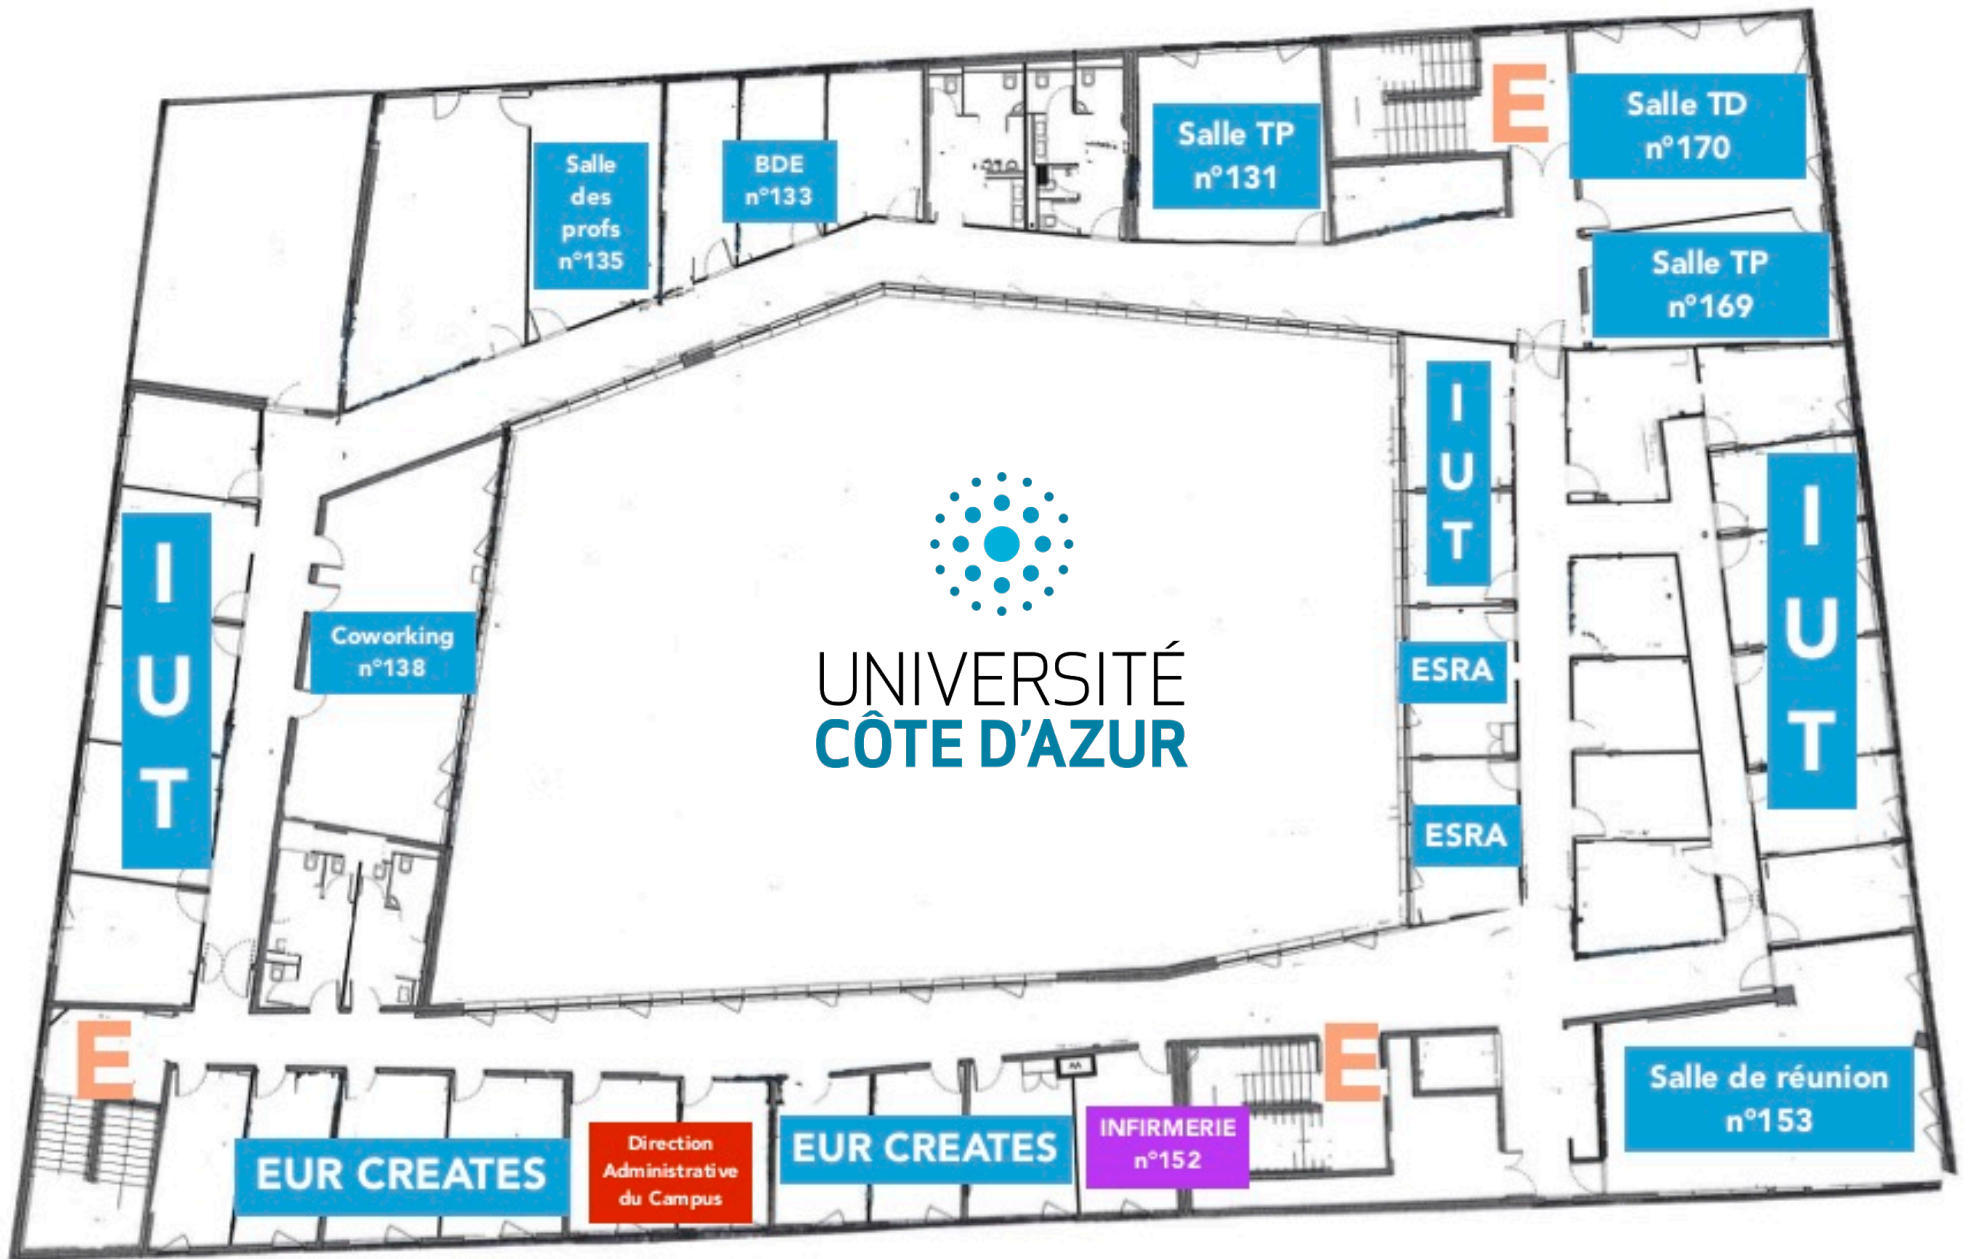 E
Salle TD
n°170
Salle TP
n°131
Salle
des
profs
n°135
BDE
n°133
Salle TP
n°169
I
U
T
I
U
T
I
U
T
Coworking
n°138
UNIVERSITÉ
CÔTE D'AZUR
ESRA
ESRA
E
E
Salle de réunion
n°153
EUR CREATES
Direction
Administrative
du Campus
EUR CREATES
INFIRMERIE
n°152